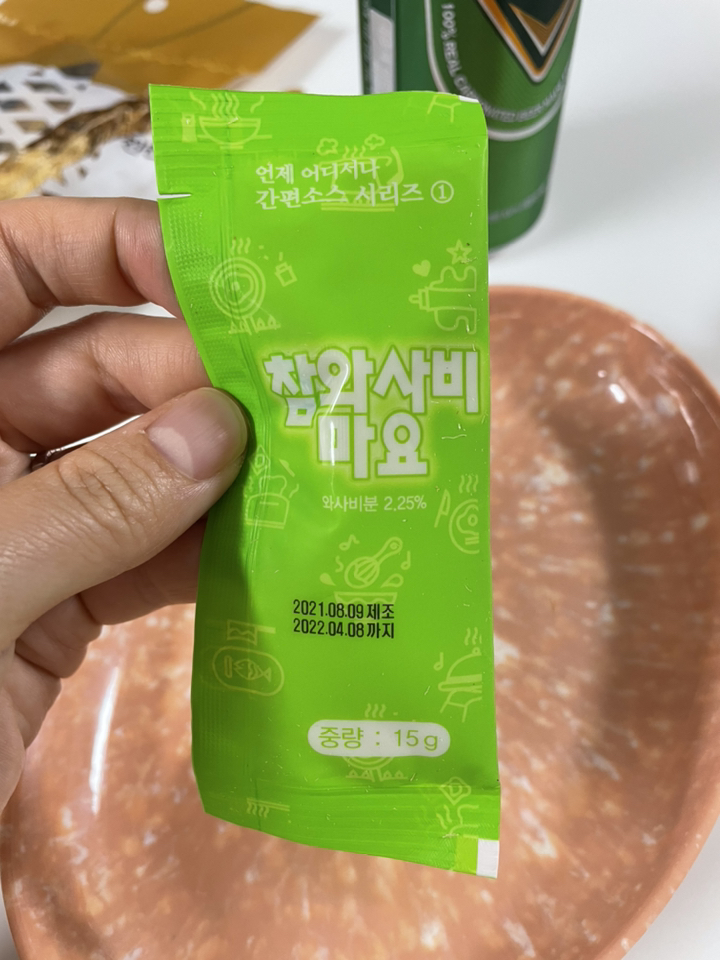 100% REAL
언제 어디서나
간편소스 시리즈 ①
참와사비
마요
와사비분 2.25%
2021.08.09 제조
2022.04.08 까지
중량 : 15g